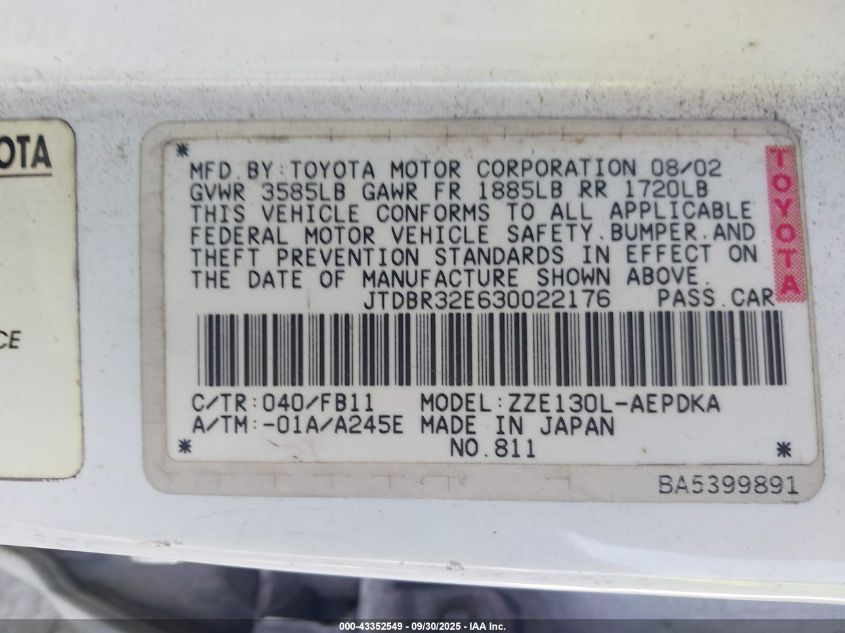 OTA
CE
MFD.BY:TOYOTA MOTOR CORPORATION 08/02
GVWR 3585LB GAWR FR 1885LB RR 1720LB
THIS VEHICLE CONFORMS TO ALL APPLICABLE
FEDERAL MOTOR VEHICLE SAFETY.BUMPER.AND
THEFT PREVENTION STANDARDS IN EFFECT ON
THE DATE OF MANUFACTURE SHOWN ABOVE.
JTDBR32E630022176 PASS.CAR
TOYOTA
C/TR:040/FB11 MODEL:ZZE130L-AEPDKA
A/TM:-01A/A245E MADE IN JAPAN
NO.811
BA5399891
000-43352549 - 09/30/2025 - IAA Inc.